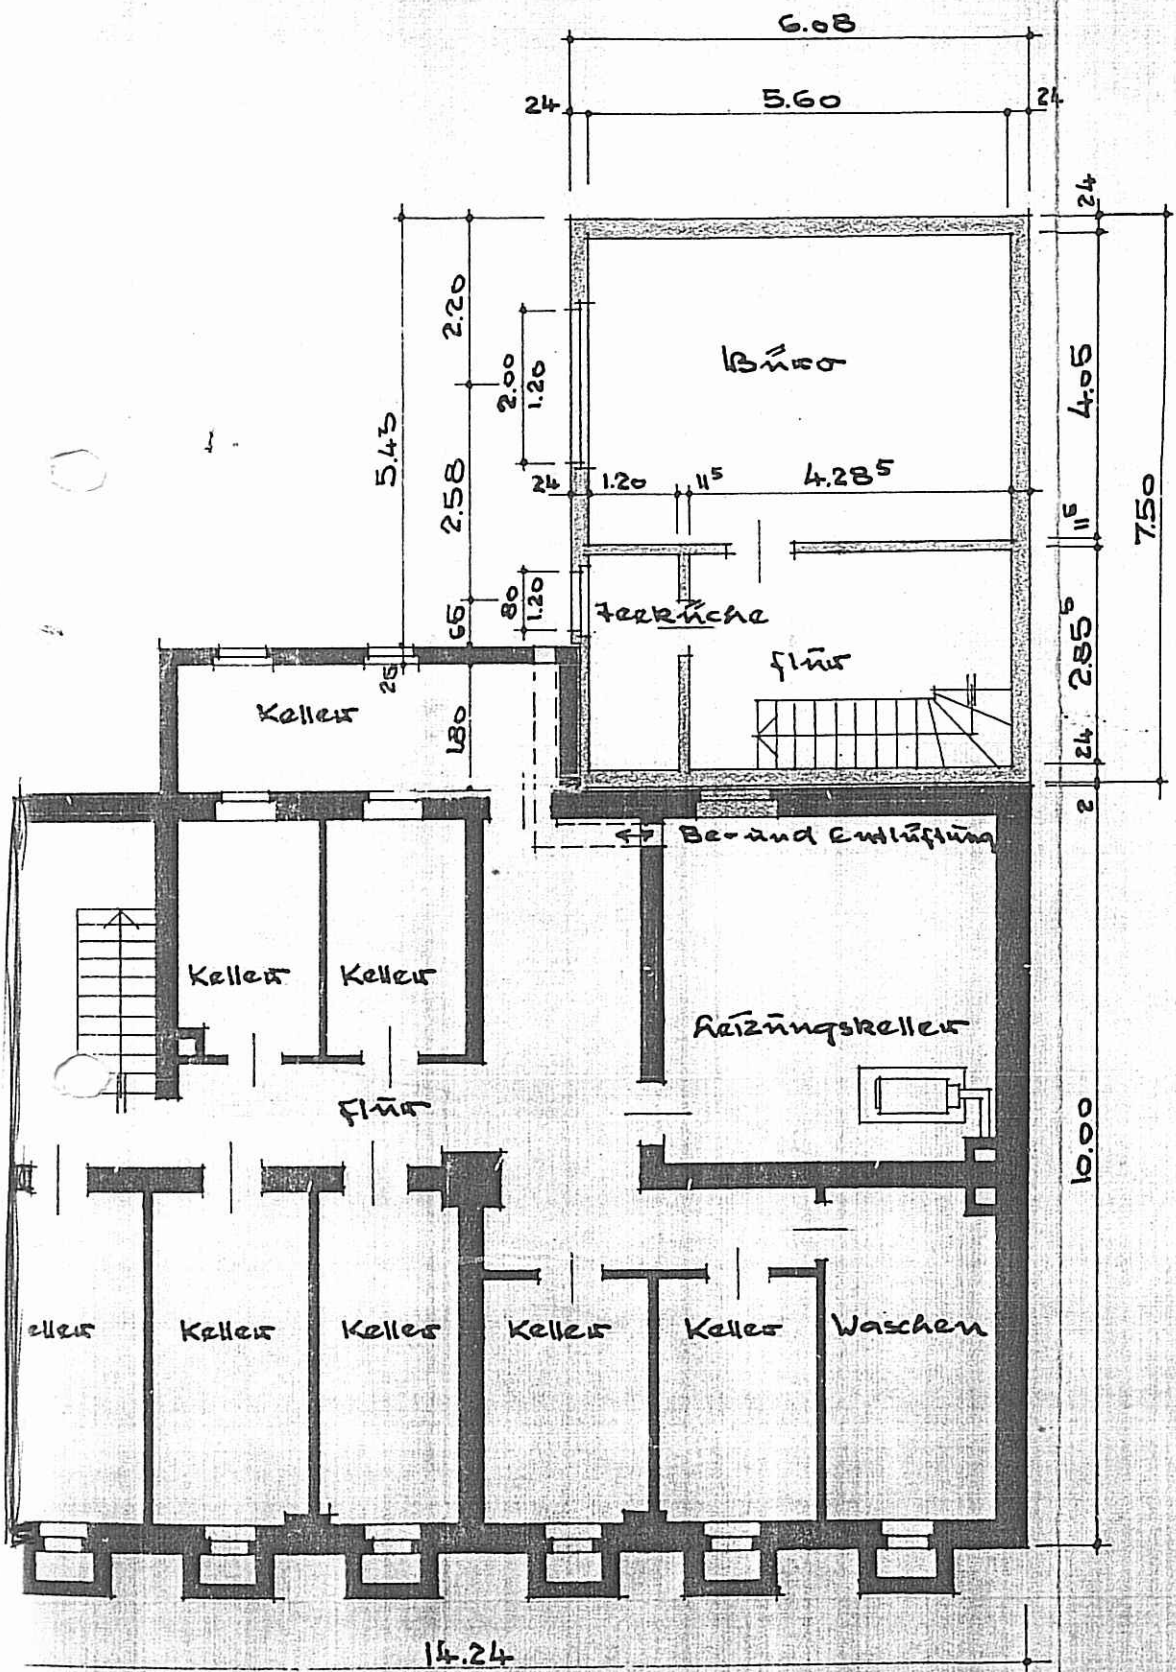 6.08
24 5.60 24
24
2.20
Büro
2.00
1.20
4.05
5.43
2.58
7.50
24 1.20 11⁵ 4.28⁵
11⁵
80
1.20
65
Teeküche
Flür
2.85⁵
25
Keller
1.80
24
2
Be- und Entlüftung
Keller
Keller
Heizungskeller
Flür
10.00
eller
Keller
Keller
Keller
Keller
Waschen
14.24